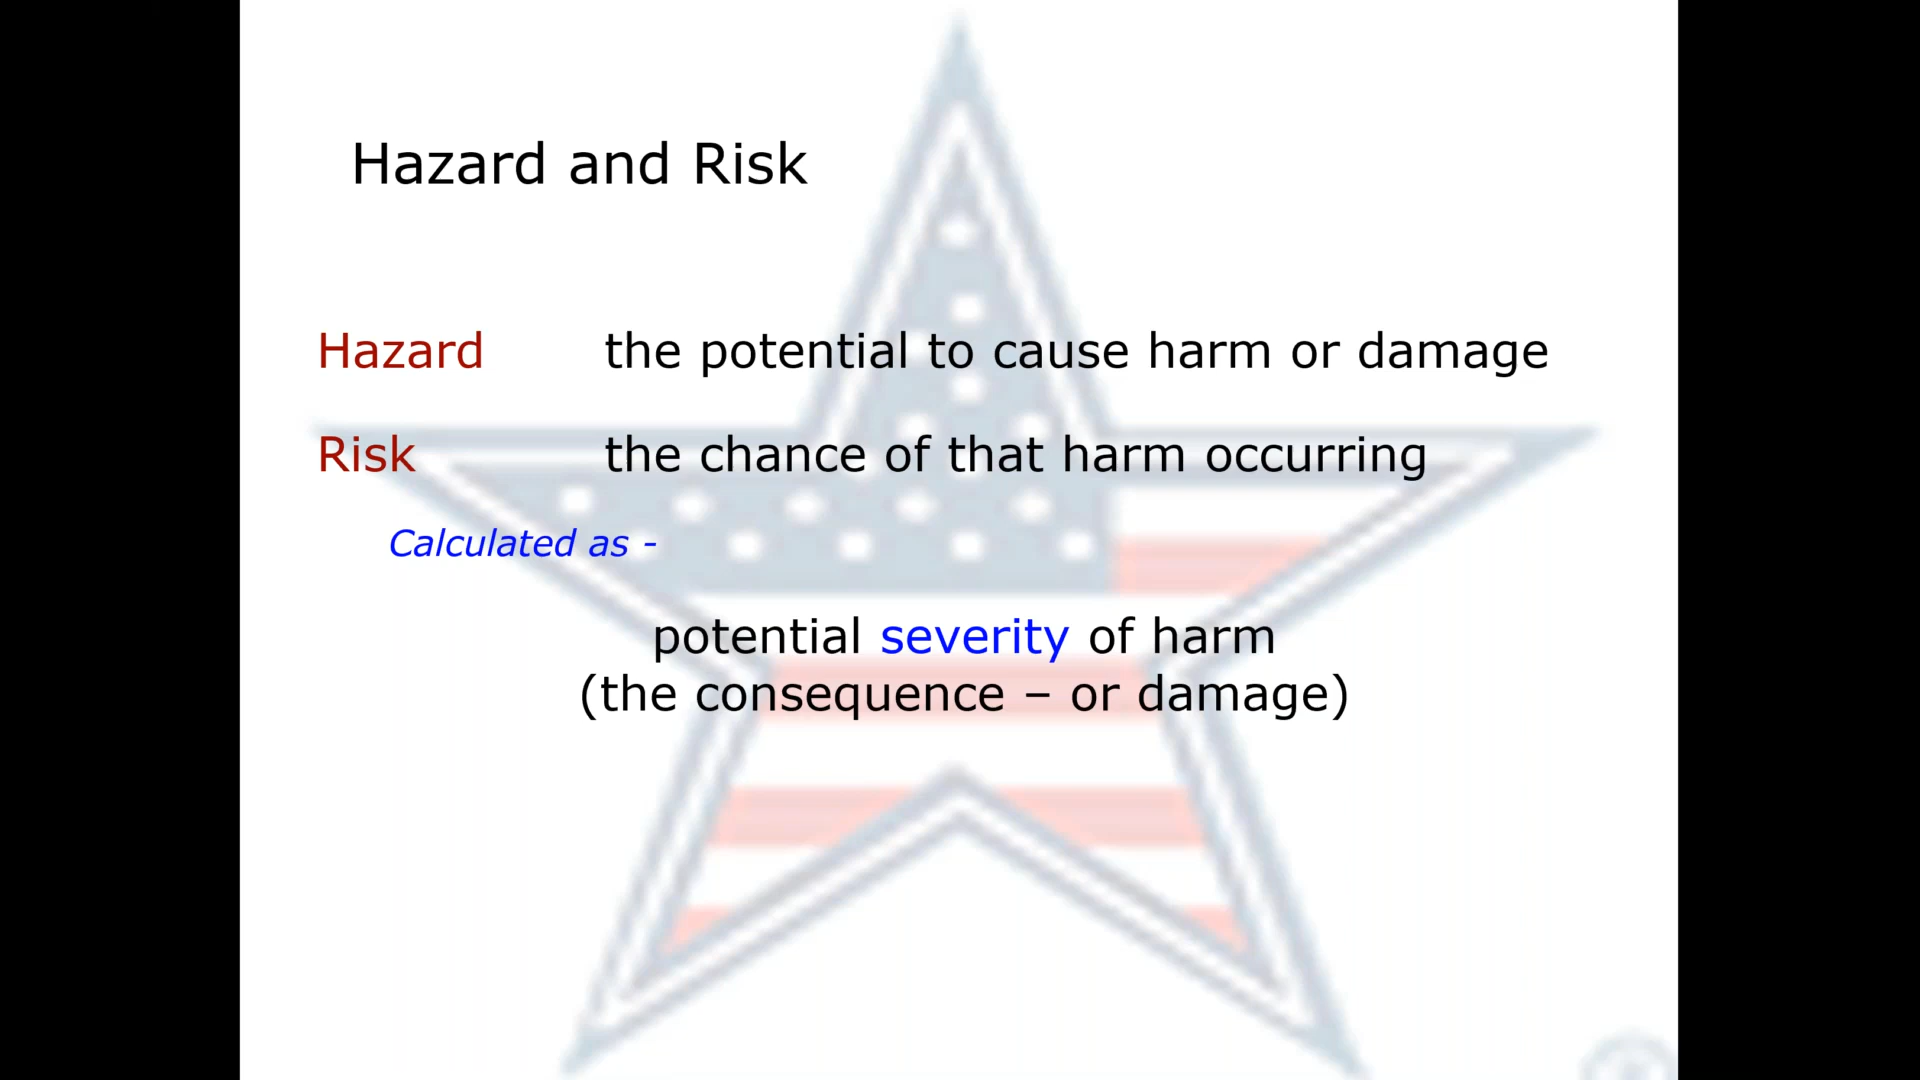 Hazard and Risk
Hazard the potential to cause harm or damage
Risk the chance of that harm occurring
Calculated as -
potential severity of harm
(the consequence – or damage)